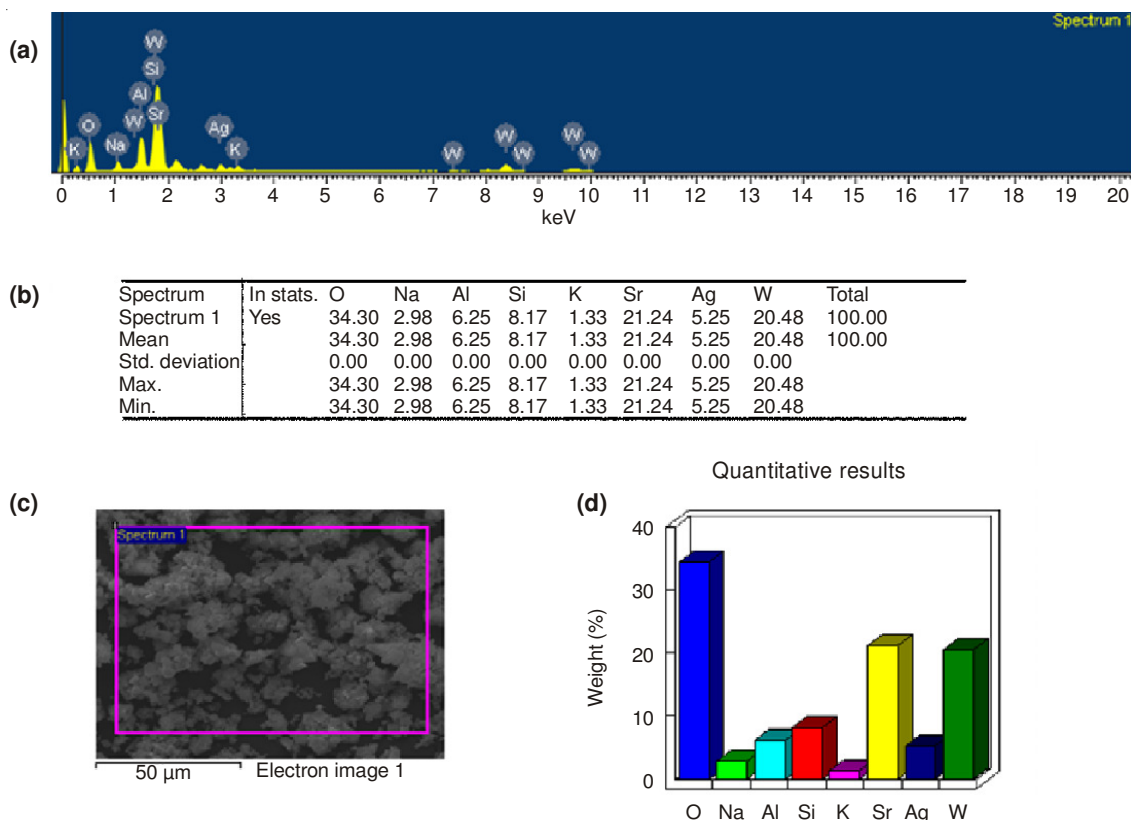 (a)
Spectrum 1
W
Si
Al
W
Sr
O
K
Na
Ag
K
W
W
W
W
W
0 1 2 3 4 5 6 7 8 9 10 11 12 13 14 15 16 17 18 19 20
keV
(b)
Spectrum In stats. O Na Al Si K Sr Ag W Total
Spectrum 1 Yes 34.30 2.98 6.25 8.17 1.33 21.24 5.25 20.48 100.00
Mean 34.30 2.98 6.25 8.17 1.33 21.24 5.25 20.48 100.00
Std. deviation 0.00 0.00 0.00 0.00 0.00 0.00 0.00 0.00
Max. 34.30 2.98 6.25 8.17 1.33 21.24 5.25 20.48
Min. 34.30 2.98 6.25 8.17 1.33 21.24 5.25 20.48
(c)
Spectrum 1
50 µm Electron image 1
Quantitative results
(d)
Weight (%)
40
30
20
10
0
O Na Al Si K Sr Ag W